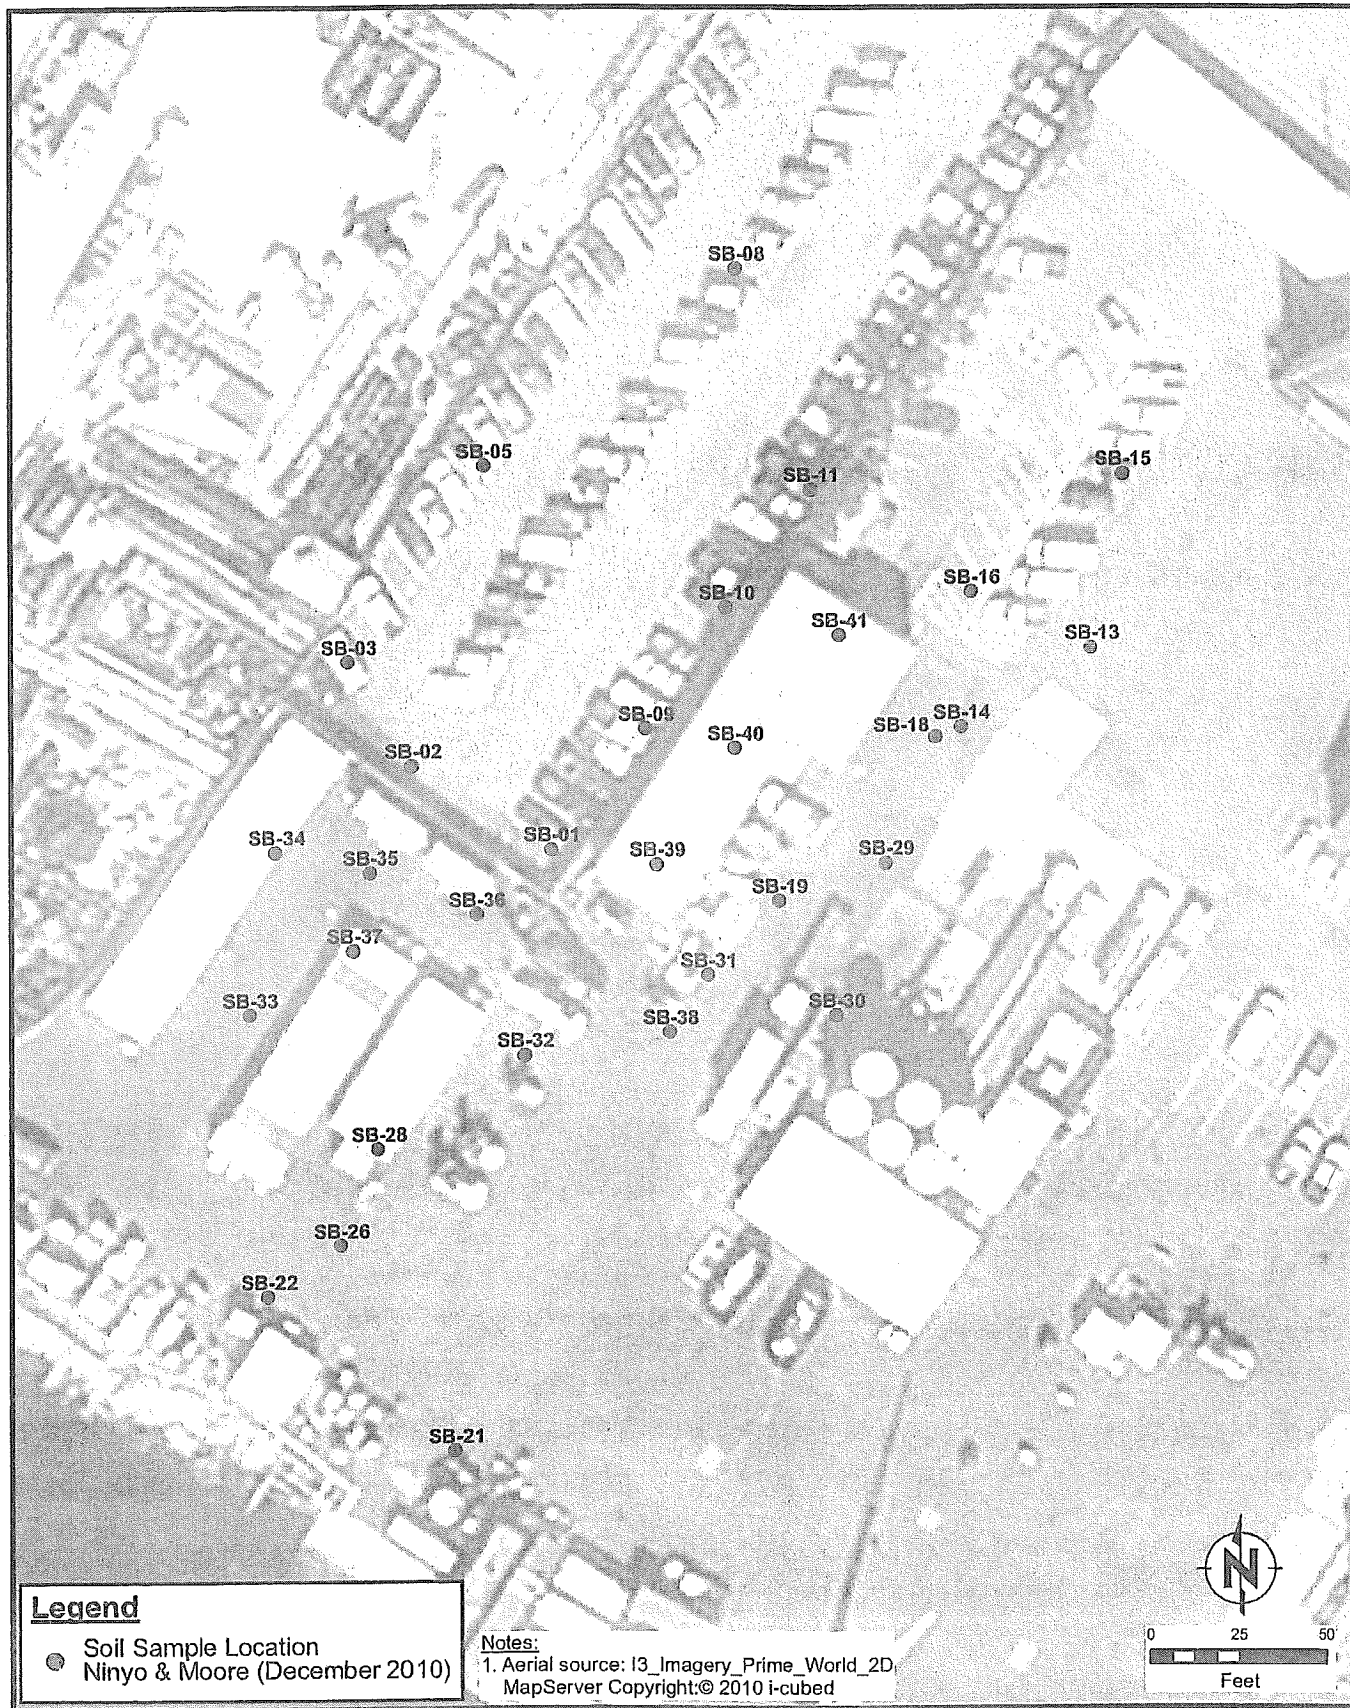 SB-08
SB-05
SB-15
SB-11
SB-16
SB-10
SB-41
SB-13
SB-03
SB-09
SB-14
SB-18
SB-40
SB-02
SB-01
SB-34
SB-39
SB-29
SB-35
SB-19
SB-36
SB-37
SB-31
SB-33
SB-30
SB-38
SB-32
SB-28
SB-26
SB-22
SB-21
N
Legend
Soil Sample Location
Ninyo & Moore (December 2010)
Notes:
1. Aerial source: I3_Imagery_Prime_World_2D,
MapServer Copyright:© 2010 i-cubed
0 25 50
Feet